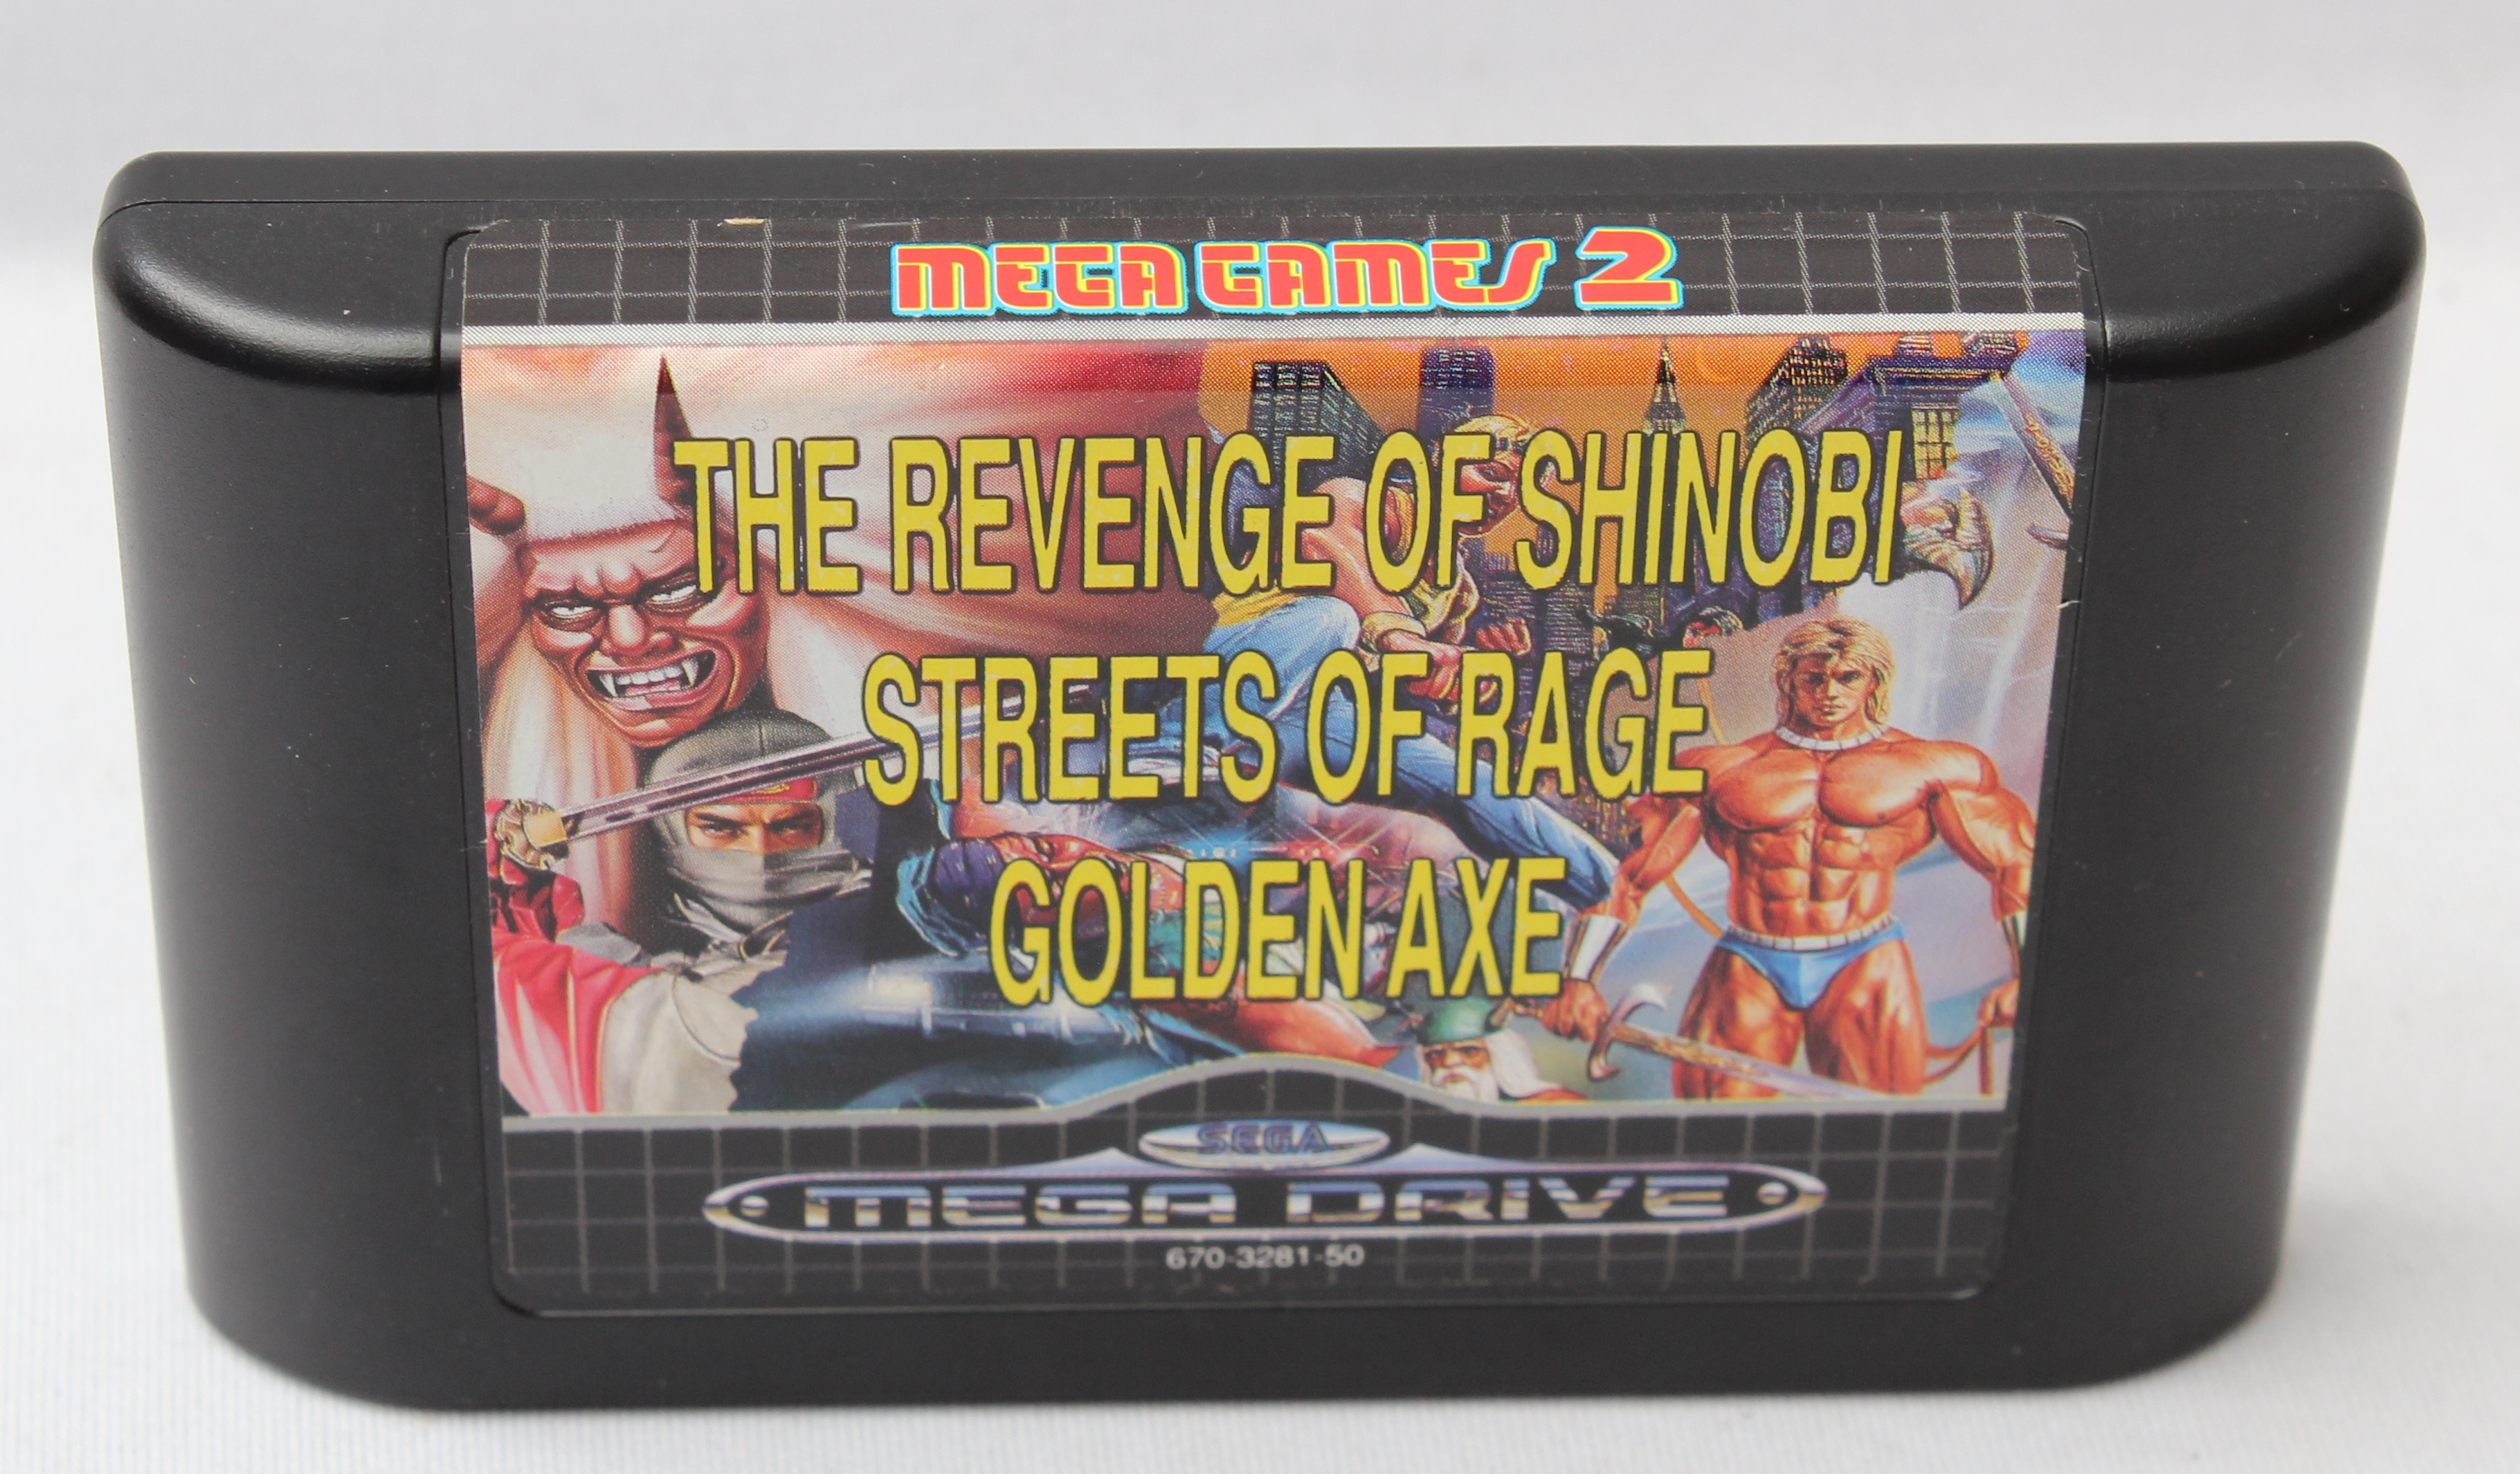 MEGA GAMES 2
THE REVENGE OF SHINOBI
STREETS OF RAGE
GOLDEN AXE
SEGA
MEGA DRIVE
670-3281-50